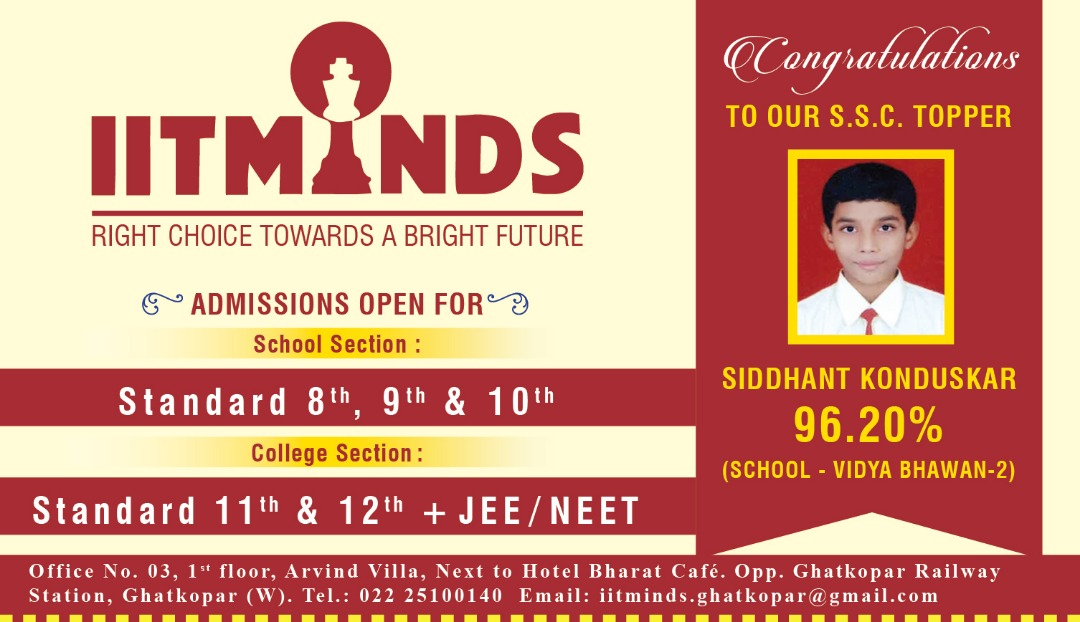 IITMINDS
RIGHT CHOICE TOWARDS A BRIGHT FUTURE
ADMISSIONS OPEN FOR
School Section :
Standard 8th, 9th & 10th
College Section :
Standard 11th & 12th + JEE/NEET
Congratulations
TO OUR S.S.C. TOPPER
SIDDHANT KONDUSKAR
96.20%
(SCHOOL - VIDYA BHAWAN-2)
Office No. 03, 1st floor, Arvind Villa, Next to Hotel Bharat Café. Opp. Ghatkopar Railway
Station, Ghatkopar (W). Tel.: 022 25100140 Email: iitminds.ghatkopar@gmail.com